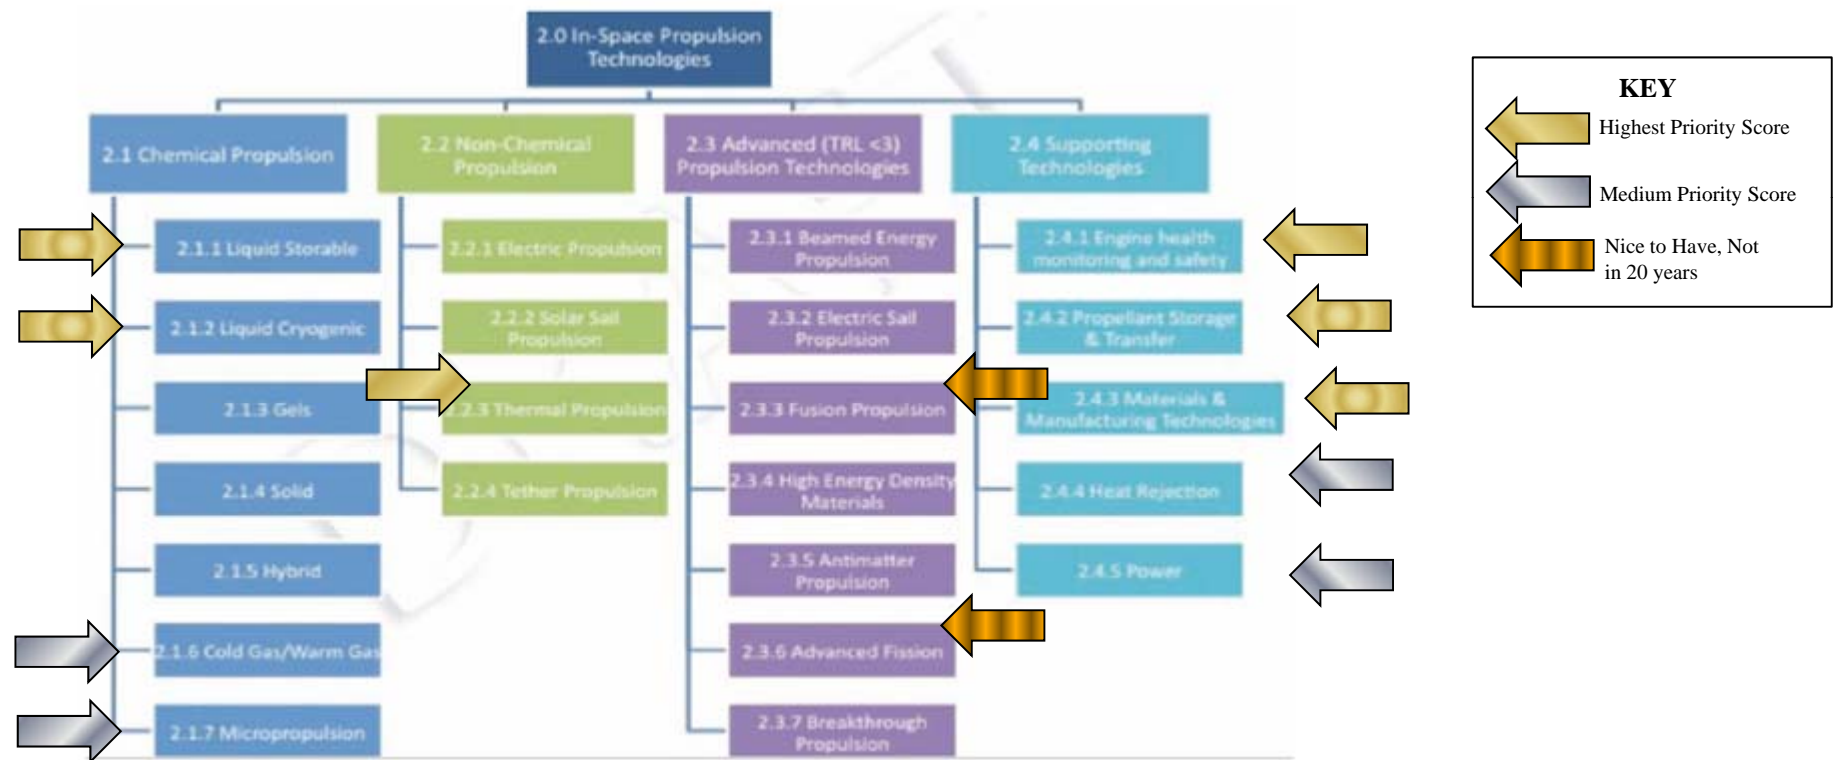 2.0 In-Space Propulsion
Technologies
2.1 Chemical Propulsion
2.1.1 Liquid Storable
2.1.2 Liquid Cryogenic
2.1.3 Gels
2.1.4 Solid
2.1.5 Hybrid
2.1.6 Cold Gas/Warm Gas
2.1.7 Micropropulsion
2.2 Non-Chemical
Propulsion
2.2.1 Electric Propulsion
2.2.2 Solar Sail
Propulsion
2.2.3 Thermal Propulsion
2.2.4 Tether Propulsion
2.3 Advanced (TRL <3)
Propulsion Technologies
2.3.1 Beamed Energy
Propulsion
2.3.2 Electric Sail
Propulsion
2.3.3 Fusion Propulsion
2.3.4 High Energy Density
Materials
2.3.5 Antimatter
Propulsion
2.3.6 Advanced Fission
2.3.7 Breakthrough
Propulsion
2.4 Supporting
Technologies
2.4.1 Engine health
monitoring and safety
2.4.2 Propellant Storage
& Transfer
2.4.3 Materials &
Manufacturing Technologies
2.4.4 Heat Rejection
2.4.5 Power
KEY
Highest Priority Score
Medium Priority Score
Nice to Have, Not
in 20 years